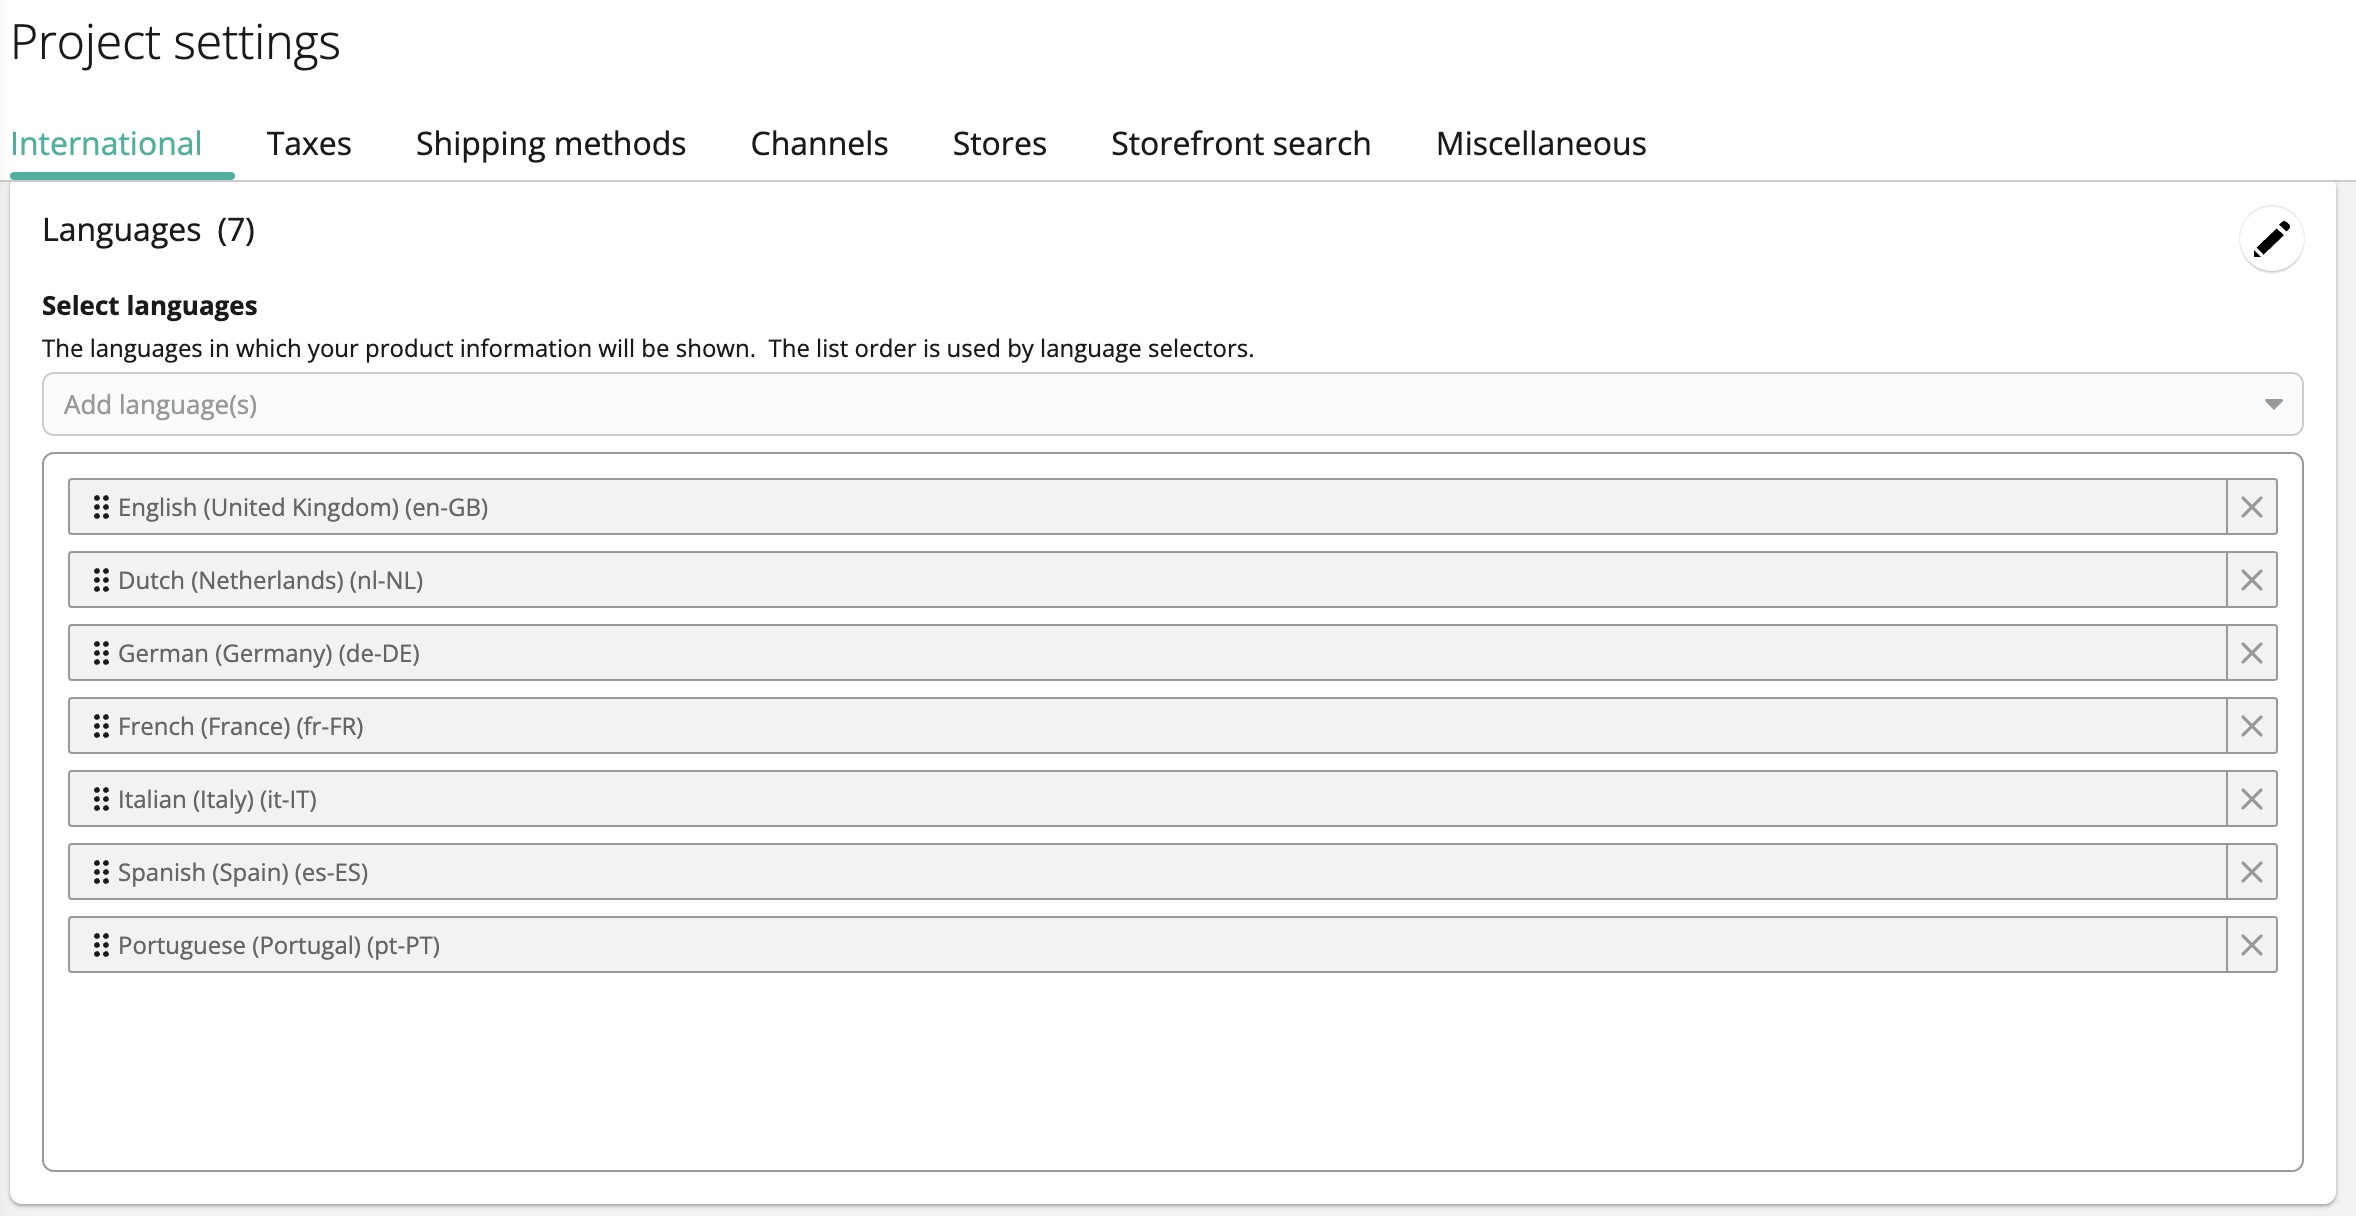 Project settings
International Taxes Shipping methods Channels Stores Storefront search Miscellaneous
Languages (7)
Select languages
The languages in which your product information will be shown. The list order is used by language selectors.
Add language(s)
English (United Kingdom) (en-GB)
Dutch (Netherlands) (nl-NL)
German (Germany) (de-DE)
French (France) (fr-FR)
Italian (Italy) (it-IT)
Spanish (Spain) (es-ES)
Portuguese (Portugal) (pt-PT)